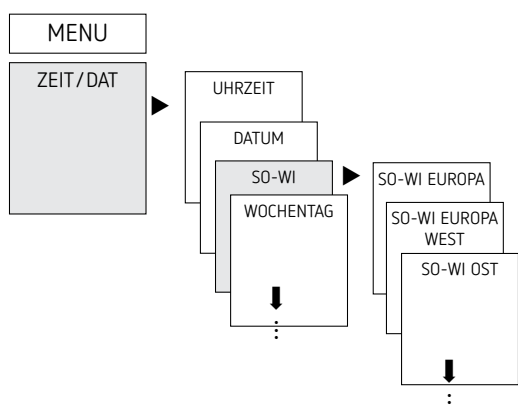 MENU
ZEIT/DAT
UHRZEIT
DATUM
SO-WI
WOCHENTAG
SO-WI EUROPA
SO-WI EUROPA
WEST
SO-WI OST